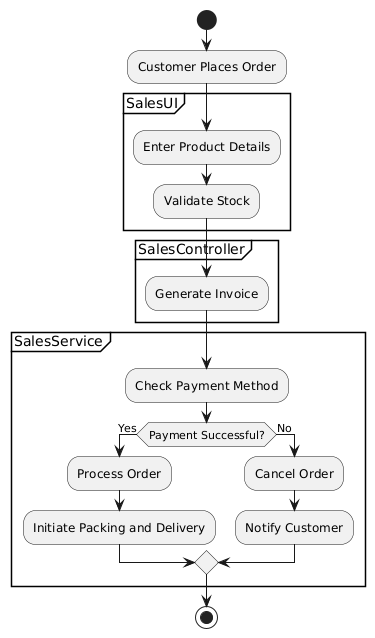 Customer Places Order
SalesUI
Enter Product Details
Validate Stock
SalesController
Generate Invoice
SalesService
Check Payment Method
Yes
Payment Successful?
No
Process Order
Cancel Order
Initiate Packing and Delivery
Notify Customer